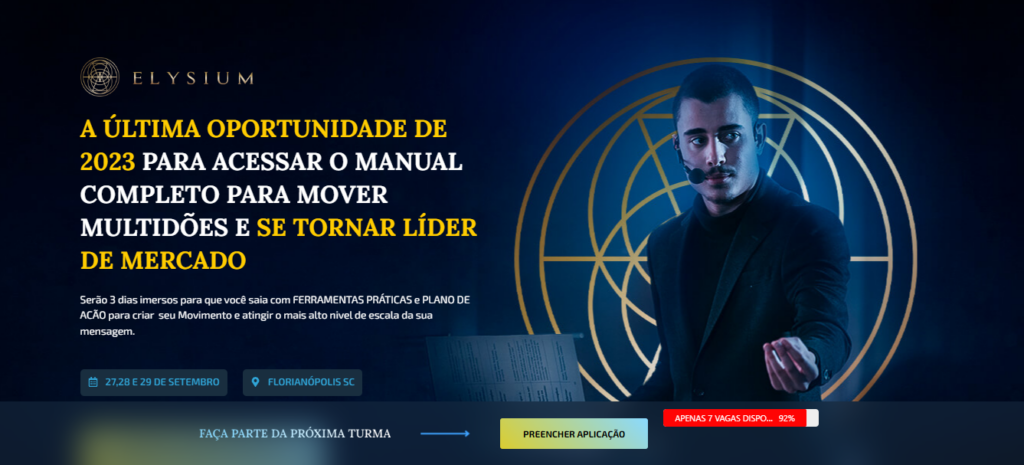 ELYSIUM
A ÚLTIMA OPORTUNIDADE DE
2023 PARA ACESSAR O MANUAL
COMPLETO PARA MOVER
MULTIDÕES E SE TORNAR LÍDER
DE MERCADO
Serão 3 dias imersos para que você saia com FERRAMENTAS PRÁTICAS e PLANO DE
ACÃO para criar seu Movimento e atingir o mais alto nivel de escala da sua
mensagem.
27,28 E 29 DE SETEMBRO
FLORIANÓPOLIS SC
FAÇA PARTE DA PRÓXIMA TURMA
PREENCHER APLICAÇÃO
APENAS 7 VAGAS DISPO... 92%